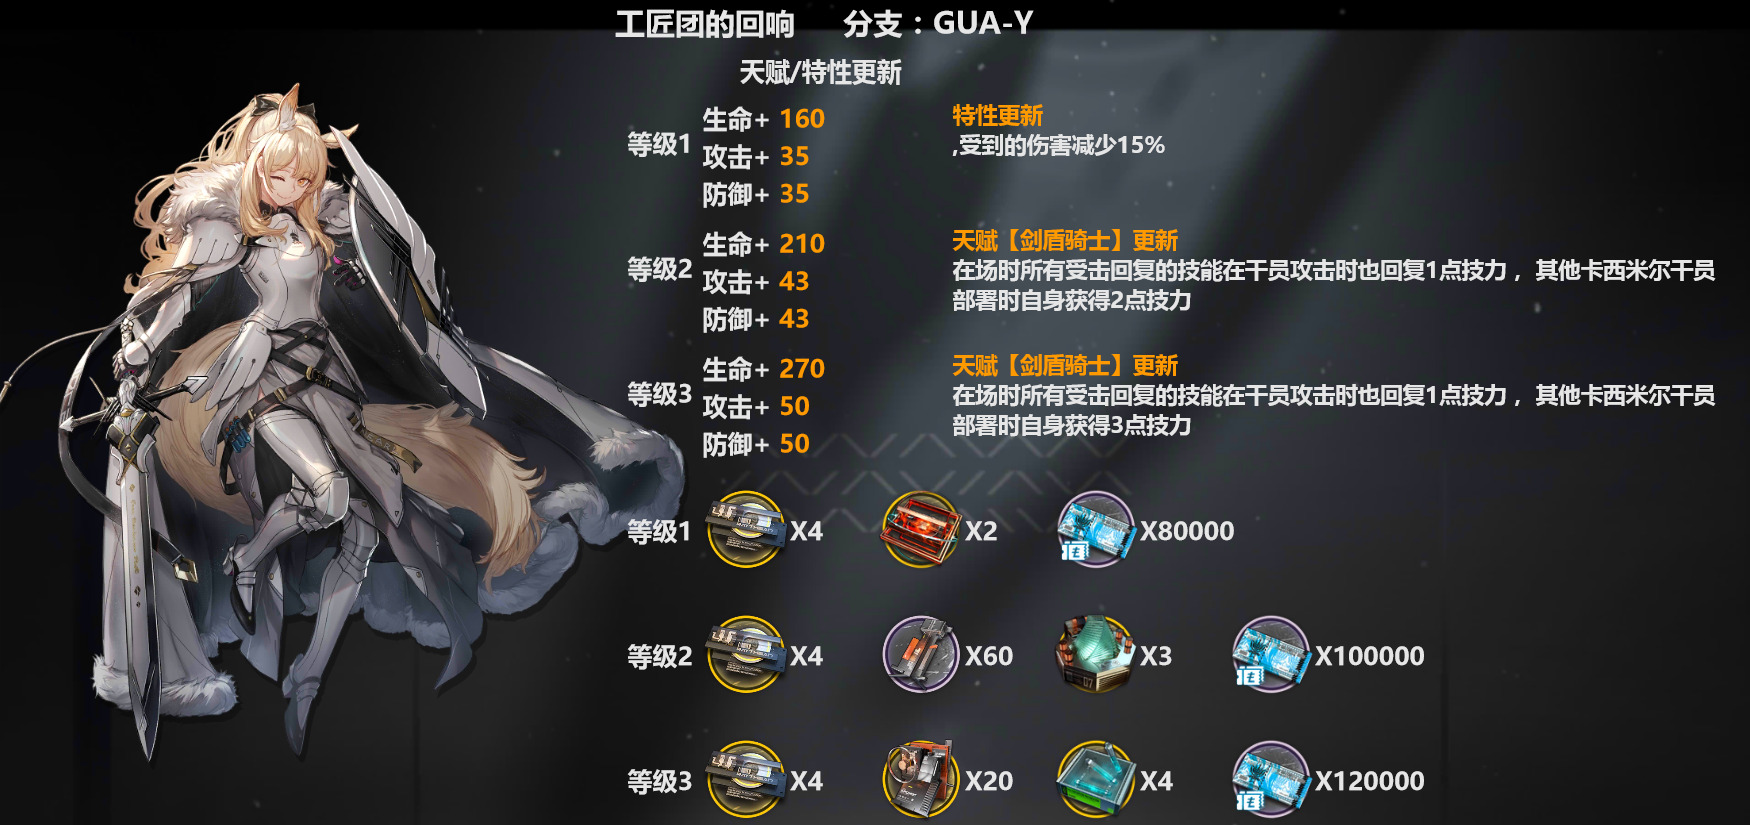 工匠团的回响 分支：GUA-Y
天赋/特性更新
等级1
生命+ 160
攻击+ 35
防御+ 35
特性更新
,受到的伤害减少15%
等级2
生命+ 210
攻击+ 43
防御+ 43
天赋【剑盾骑士】更新
在场时所有受击回复的技能在干员攻击时也回复1点技力，其他卡西米尔干员
部署时自身获得2点技力
等级3
生命+ 270
攻击+ 50
防御+ 50
天赋【剑盾骑士】更新
在场时所有受击回复的技能在干员攻击时也回复1点技力，其他卡西米尔干员
部署时自身获得3点技力
等级1 X4 X2 X80000
等级2 X4 X60 X3 X100000
等级3 X4 X20 X4 X120000